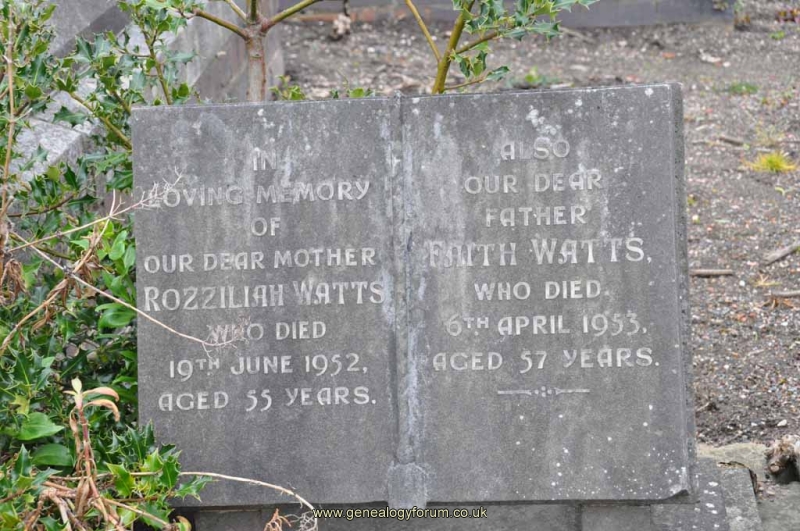 IN
LOVING MEMORY
OF
OUR DEAR MOTHER
ROZZILIAH WATTS
WHO DIED
19TH JUNE 1952,
AGED 55 YEARS.
ALSO
OUR DEAR
FATHER
FAITH WATTS,
WHO DIED.
6TH APRIL 1953.
AGED 57 YEARS.
www.genealogyforum.co.uk